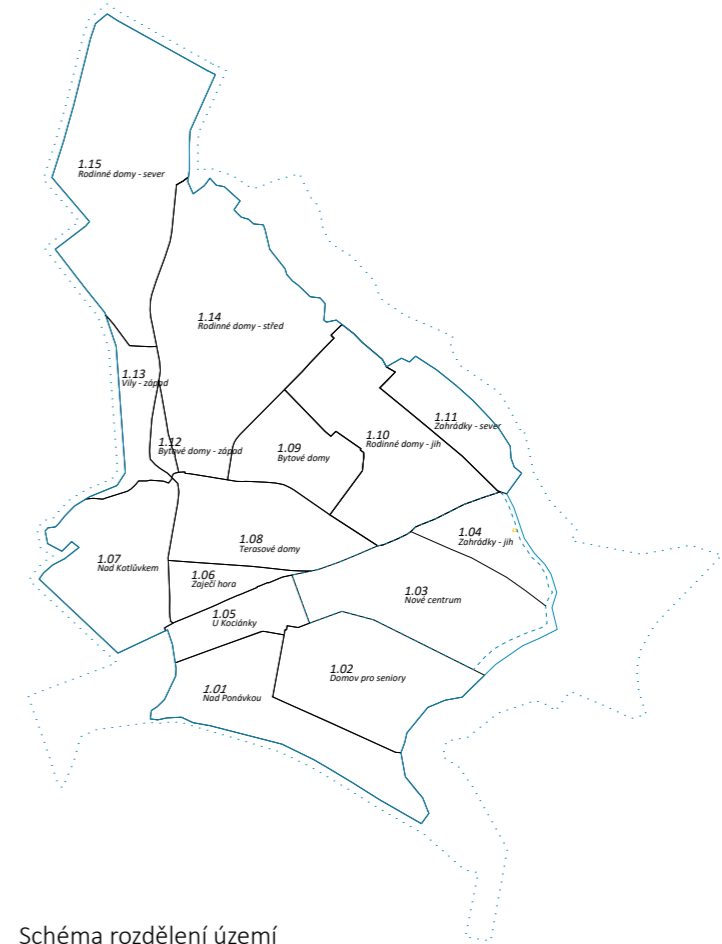 1.15
Rodinné domy - sever
1.14
Rodinné domy - střed
1.13
Vily - západ
1.11
Zahrádky - sever
1.10
Rodinné domy - jih
1.12
Bytové domy - západ
1.09
Bytové domy
1.04
Zahrádky - jih
1.08
Terasové domy
1.07
Nad Kotlůvkem
1.06
Zaječí hora
1.03
Nové centrum
1.05
U Kociánky
1.02
Domov pro seniory
1.01
Nad Ponávkou
Schéma rozdělení území